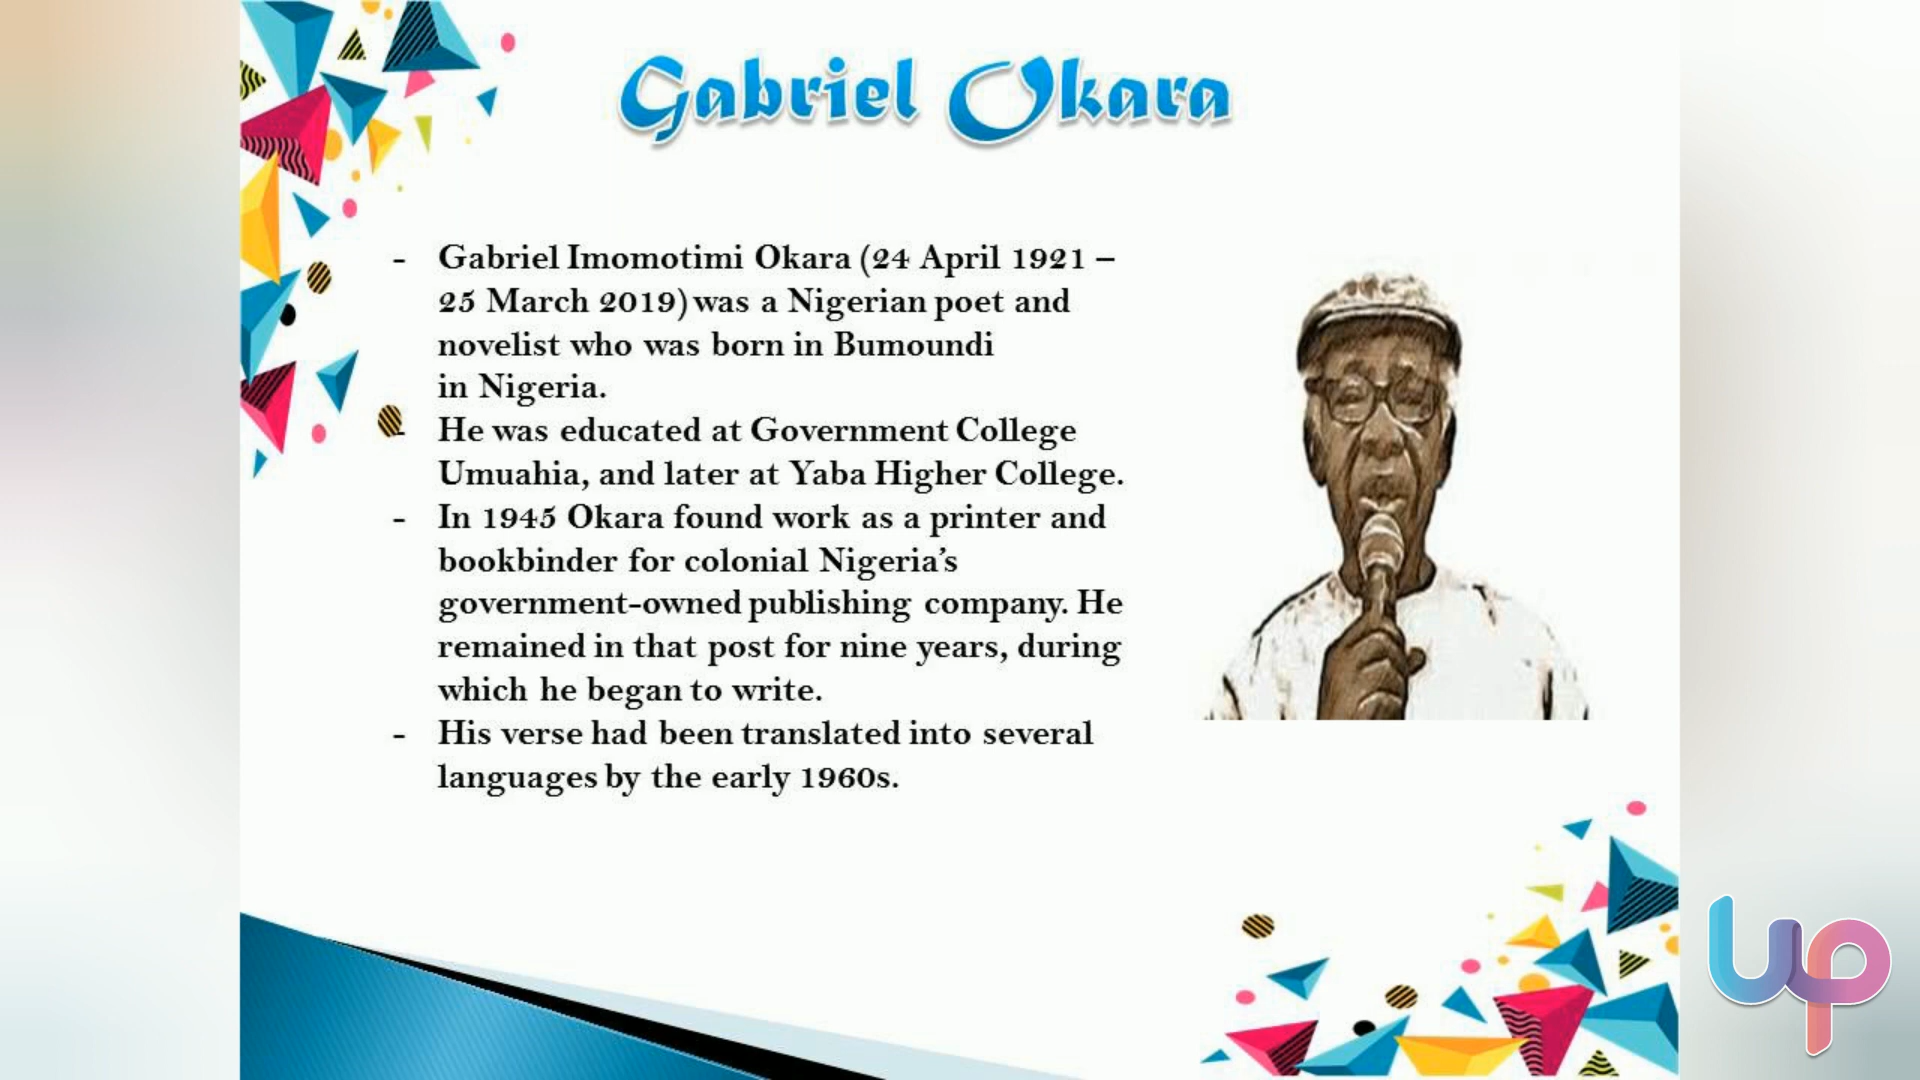 Gabriel Okara
- Gabriel Imomotimi Okara (24 April 1921 –
25 March 2019) was a Nigerian poet and
novelist who was born in Bumoundi
in Nigeria.
- He was educated at Government College
Umuahia, and later at Yaba Higher College.
- In 1945 Okara found work as a printer and
bookbinder for colonial Nigeria’s
government-owned publishing company. He
remained in that post for nine years, during
which he began to write.
- His verse had been translated into several
languages by the early 1960s.
up